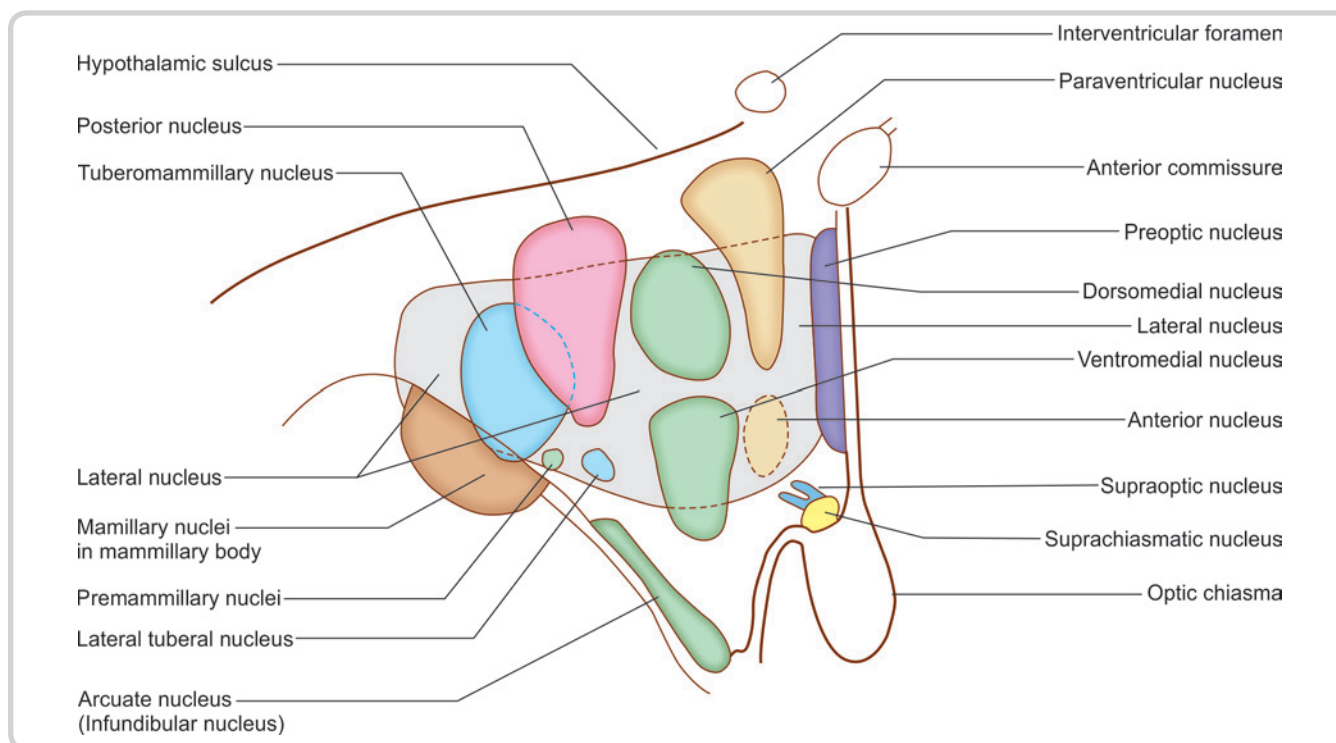 Hypothalamic sulcus
Posterior nucleus
Tuberomammillary nucleus
Lateral nucleus
Mamillary nuclei
in mammillary body
Premammillary nuclei
Lateral tuberal nucleus
Arcuate nucleus
(Infundibular nucleus)
Interventricular foramen
Paraventricular nucleus
Anterior commissure
Preoptic nucleus
Dorsomedial nucleus
Lateral nucleus
Ventromedial nucleus
Anterior nucleus
Supraoptic nucleus
Suprachiasmatic nucleus
Optic chiasma